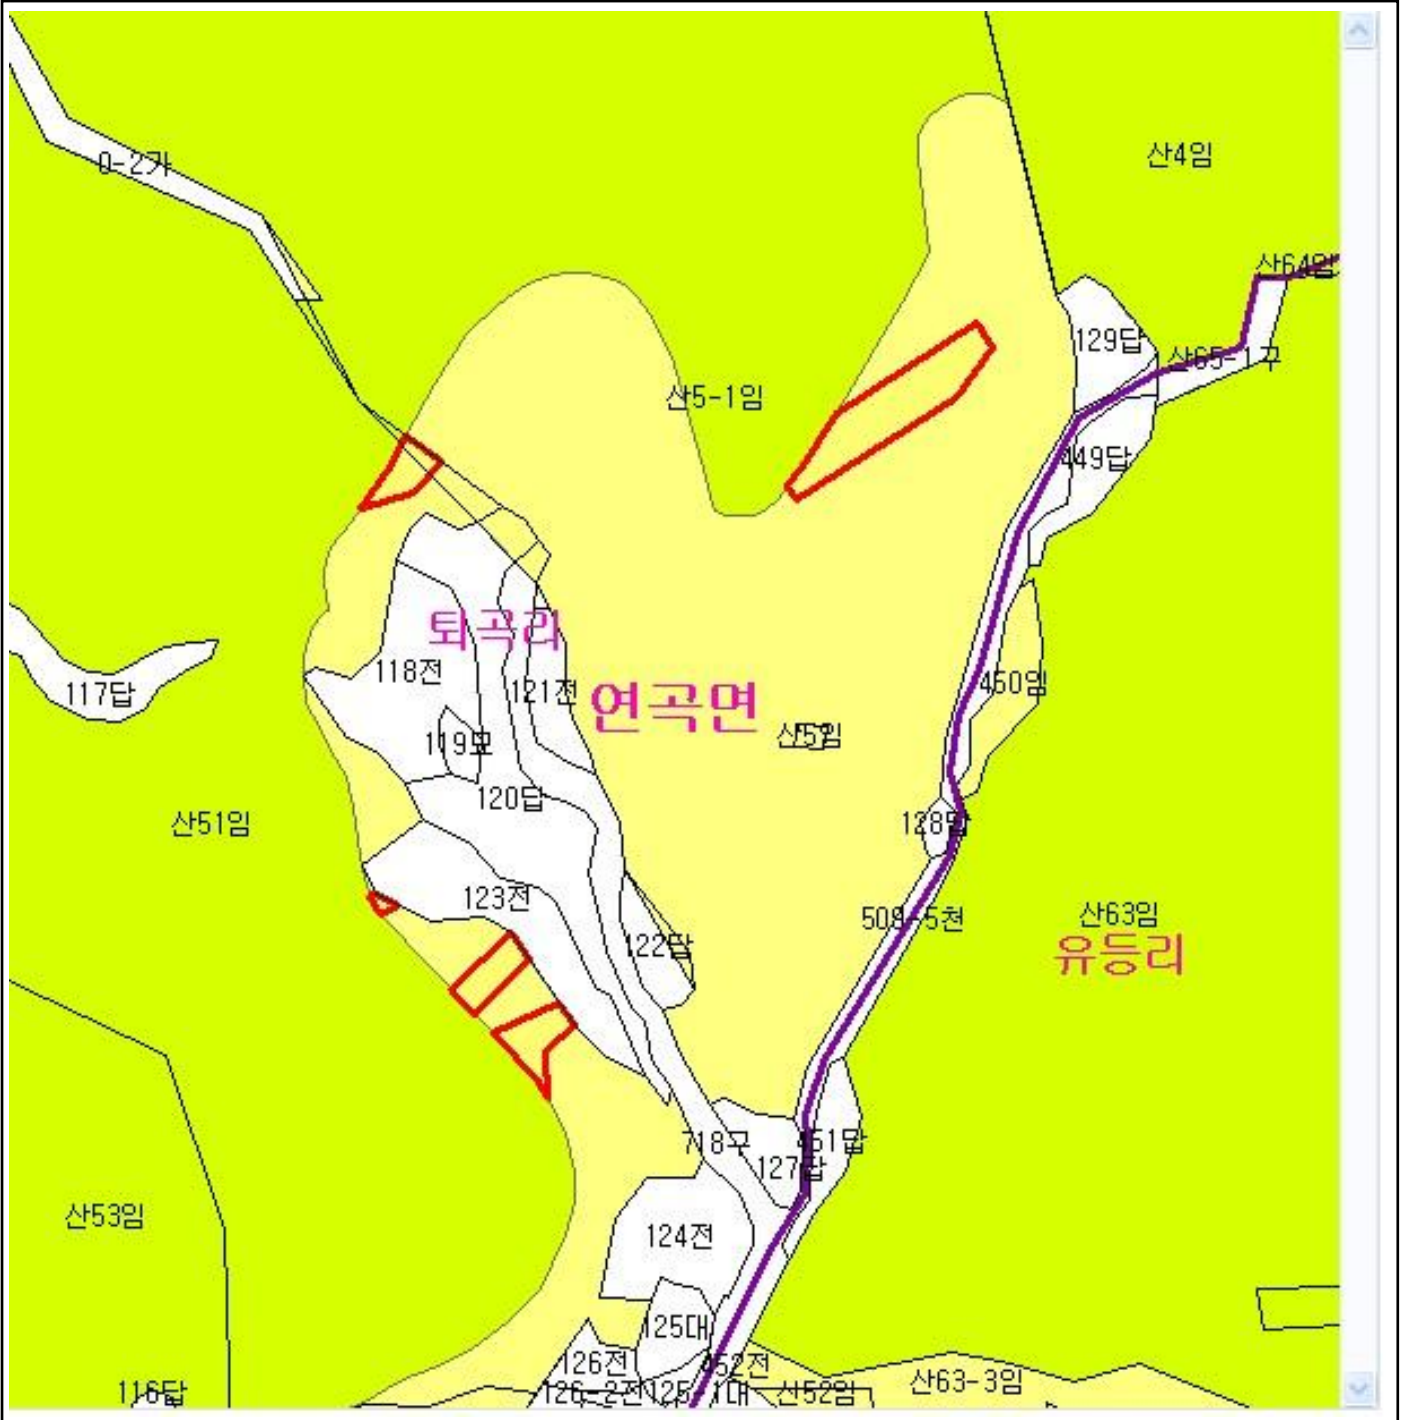 산4임
0-2가
산64임
129답
산65-1구
산5-1임
449답
퇴곡리
118전
121전
450임
117답
연곡면
119묘
120답
128답
산51임
123전
508-5천
산63임
122답
유등리
718구
451답
127답
산53임
124전
125대
126전
452전
116답
126-2전
125-1대
산52임
산63-3임